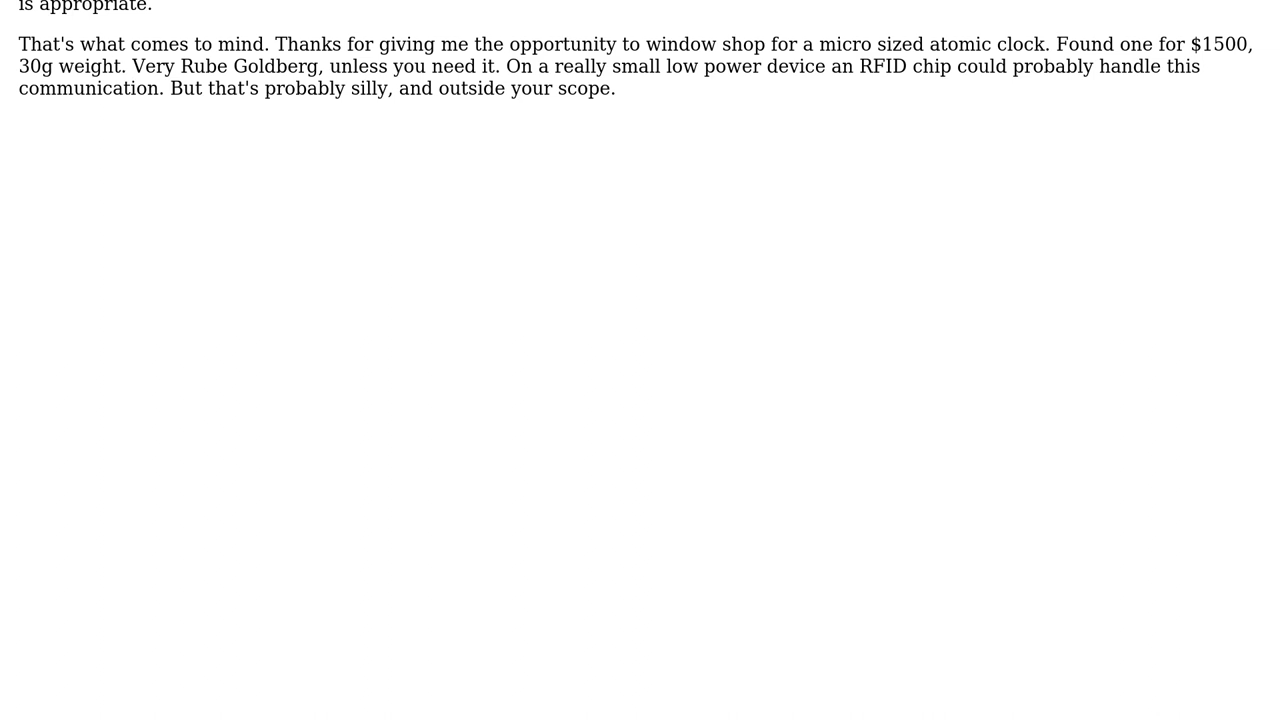 is appropriate.
That's what comes to mind. Thanks for giving me the opportunity to window shop for a micro sized atomic clock. Found one for $1500,
30g weight. Very Rube Goldberg, unless you need it. On a really small low power device an RFID chip could probably handle this
communication. But that's probably silly, and outside your scope.